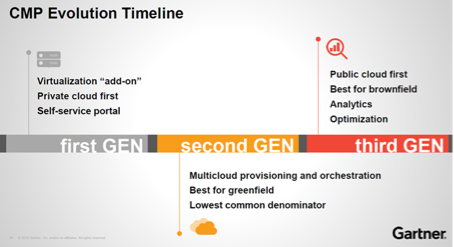 CMP Evolution Timeline
Virtualization “add-on”
Private cloud first
Self-service portal
Public cloud first
Best for brownfield
Analytics
Optimization
first GEN
second GEN
third GEN
Multicloud provisioning and orchestration
Best for greenfield
Lowest common denominator
Gartner.